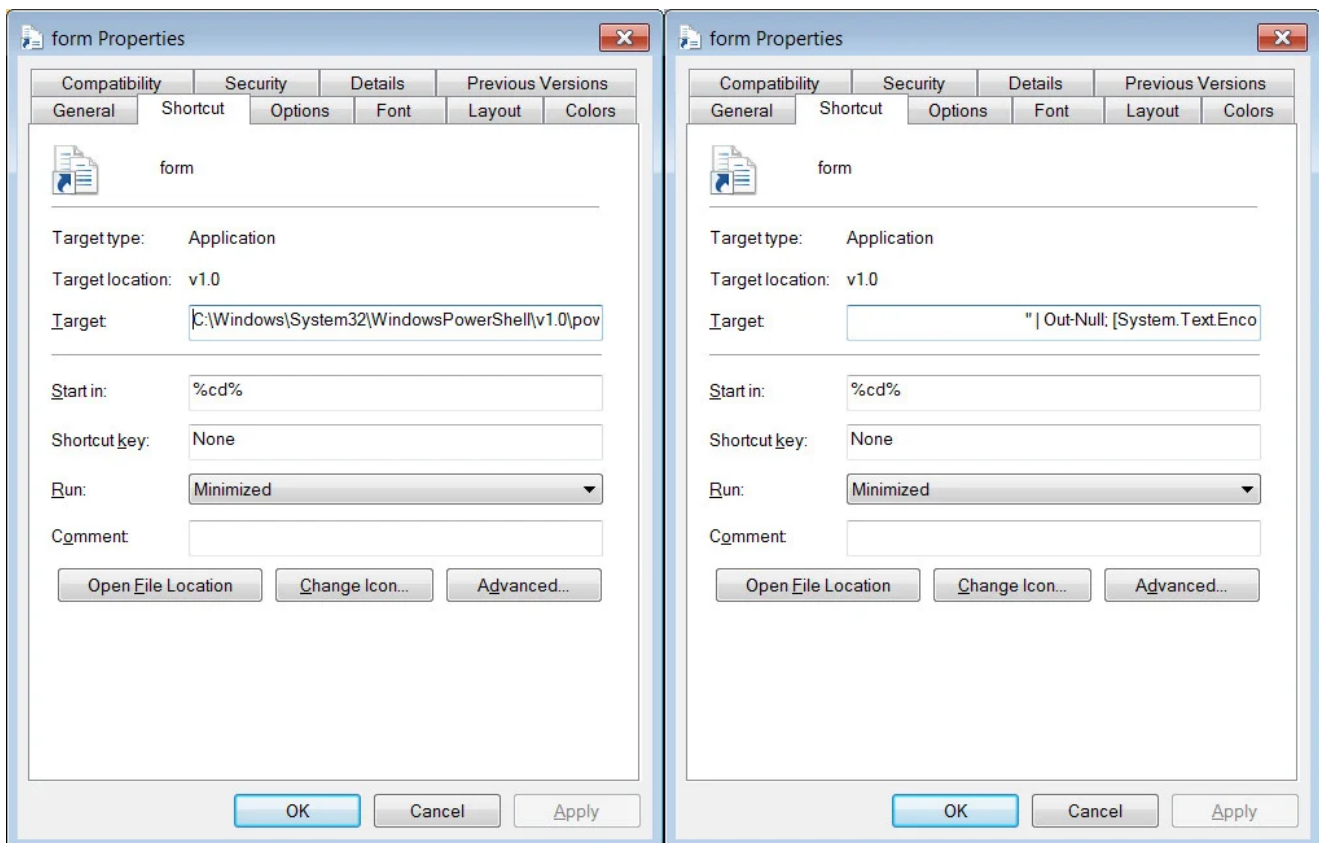 form Properties
Compatibility Security Details Previous Versions
General Shortcut Options Font Layout Colors
form
Target type: Application
Target location: v1.0
Target: C:\Windows\System32\WindowsPowerShell\v1.0\pow
Start in: %cd%
Shortcut key: None
Run: Minimized
Comment:
Open File Location Change Icon... Advanced...
OK Cancel Apply
form Properties
Compatibility Security Details Previous Versions
General Shortcut Options Font Layout Colors
form
Target type: Application
Target location: v1.0
Target: " | Out-Null; [System.Text.Enco
Start in: %cd%
Shortcut key: None
Run: Minimized
Comment:
Open File Location Change Icon... Advanced...
OK Cancel Apply